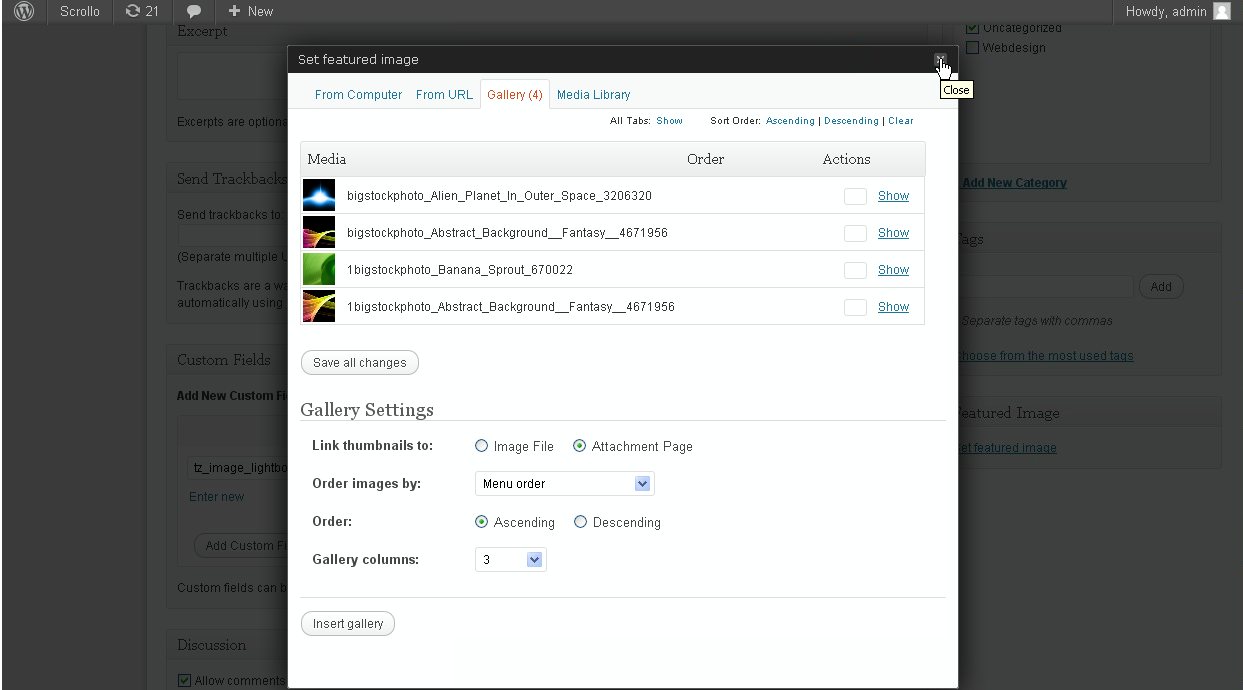 Scrollo 21 + New Howdy, admin
Excerpt
Uncategorized
Webdesign
Set featured image
Close
From Computer From URL Gallery (4) Media Library
All Tabs: Show Sort Order: Ascending | Descending | Clear
Excerpts are optiona
Media Order Actions
Send Trackbacks
Add New Category
bigstockphoto_Alien_Planet_In_Outer_Space_3206320 Show
Send trackbacks to:
bigstockphoto_Abstract_Background__Fantasy__4671956 Show
Tags
(Separate multiple U
1bigstockphoto_Banana_Sprout_670022 Show
Trackbacks are a wa
automatically using
Add
1bigstockphoto_Abstract_Background__Fantasy__4671956 Show
Separate tags with commas
Choose from the most used tags
Custom Fields
Save all changes
Add New Custom Fi
Gallery Settings
Featured Image
Link thumbnails to: Image File Attachment Page
Set featured image
tz_image_lightbo
Order images by: Menu order
Enter new
Order: Ascending Descending
Add Custom Fi
Gallery columns: 3
Custom fields can b
Insert gallery
Discussion
Allow comments